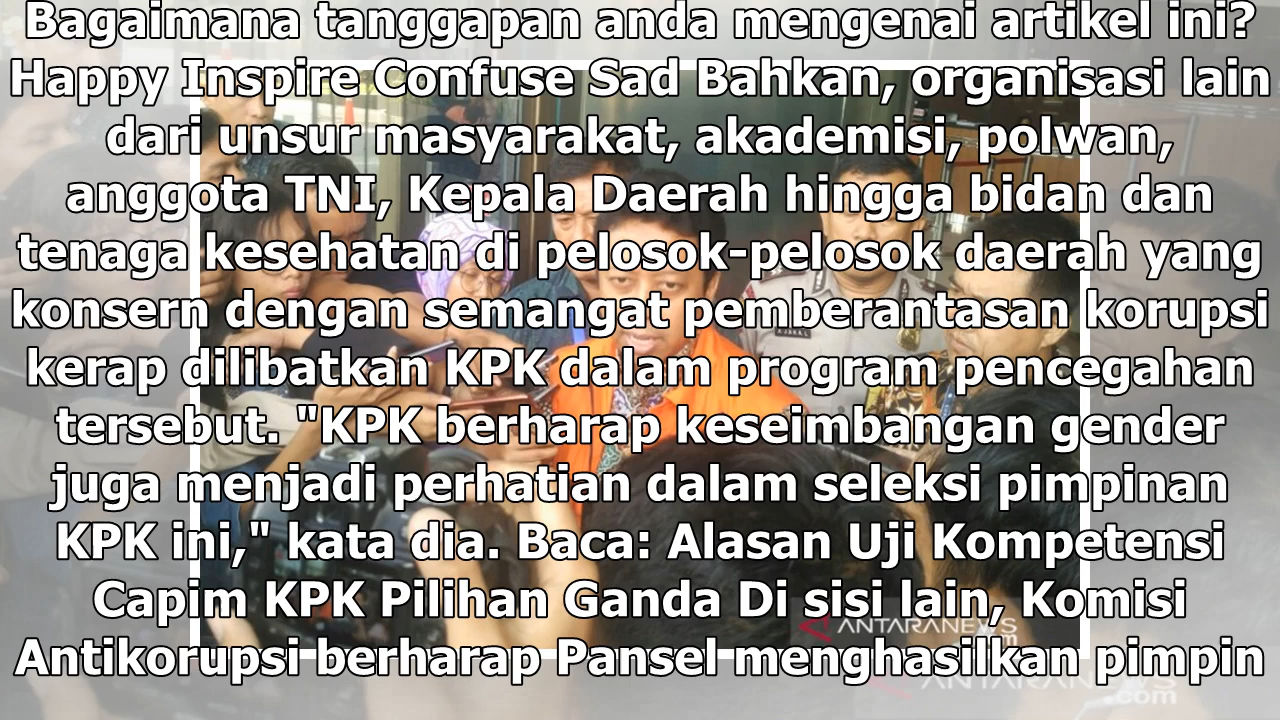 Bagaimana tanggapan anda mengenai artikel ini?
Happy Inspire Confuse Sad Bahkan, organisasi lain
dari unsur masyarakat, akademisi, polwan,
anggota TNI, Kepala Daerah hingga bidan dan
tenaga kesehatan di pelosok-pelosok daerah yang
konsern dengan semangat pemberantasan korupsi
kerap dilibatkan KPK dalam program pencegahan
tersebut. "KPK berharap keseimbangan gender
juga menjadi perhatian dalam seleksi pimpinan
KPK ini," kata dia. Baca: Alasan Uji Kompetensi
Capim KPK Pilihan Ganda Di sisi lain, Komisi
ANTARANEWS
.com
Antikorupsi berharap Pansel menghasilkan pimpin
ANTARANEWS
.com